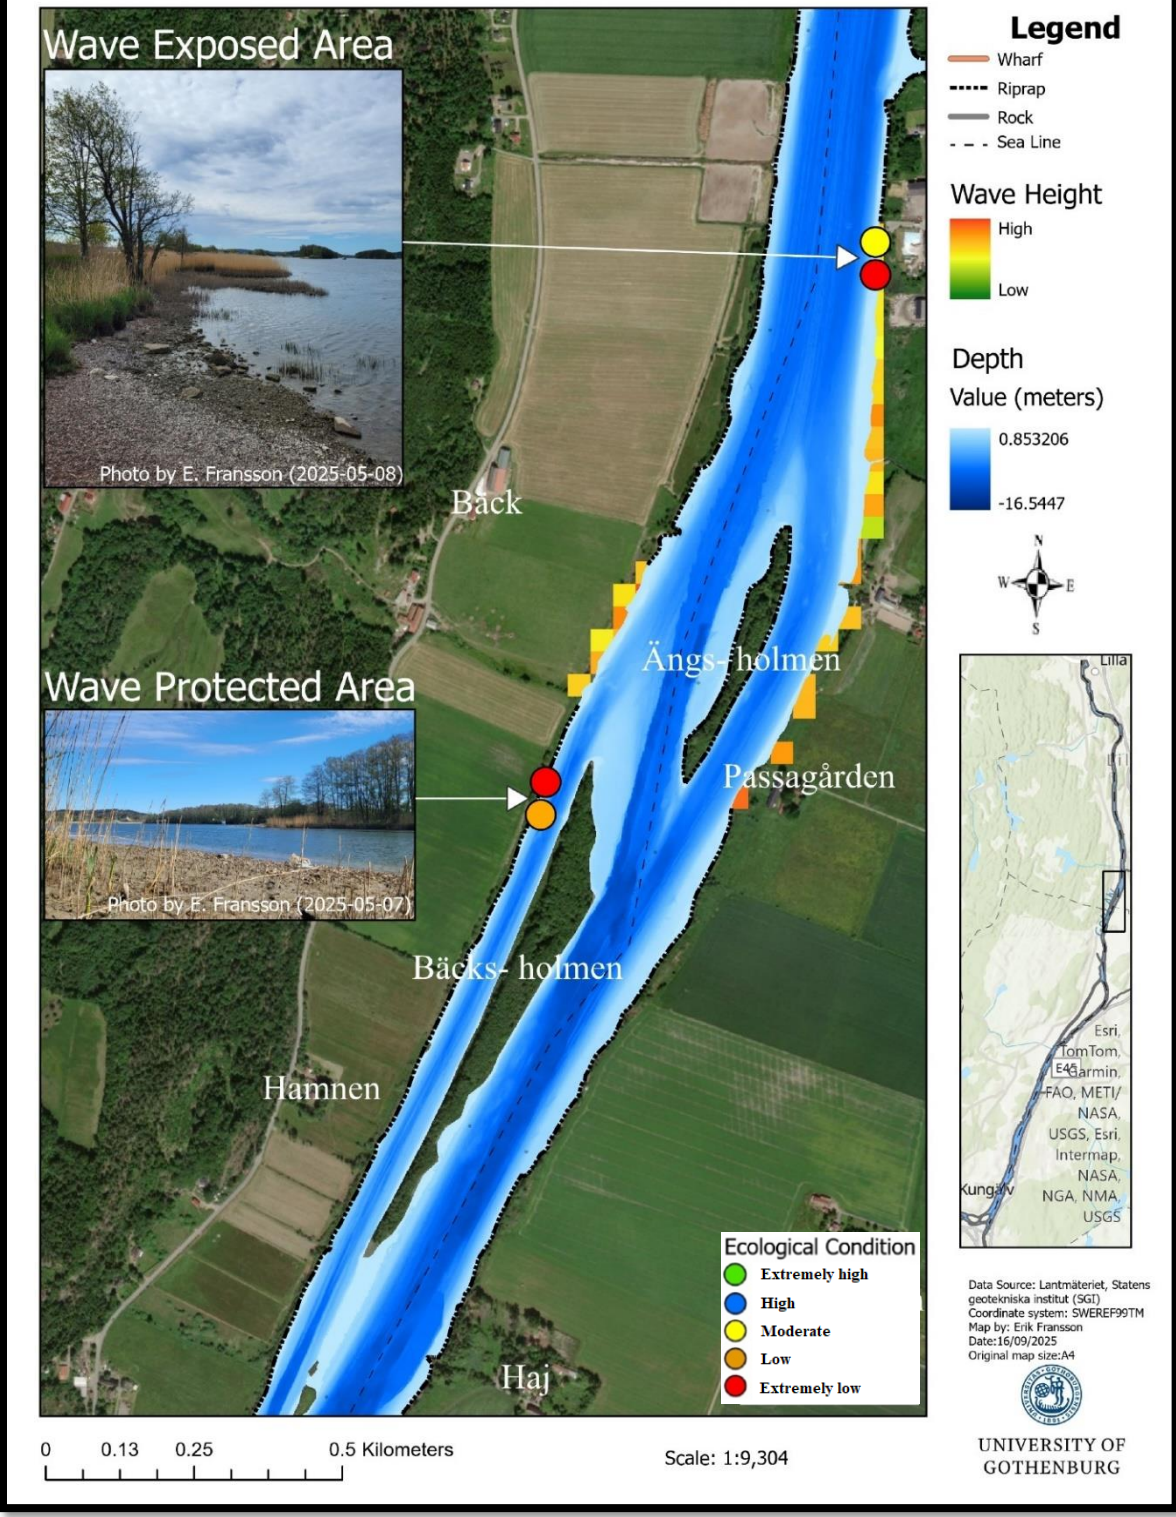 Wave Exposed Area
Photo by E. Fransson (2025-05-08)
Bäck
Ängs- holmen
Wave Protected Area
Photo by E. Fransson (2025-05-07)
Passagården
Bäcks- holmen
Hamnen
Haj
Ecological Condition
Extremely high
High
Moderate
Low
Extremely low
0 0.13 0.25 0.5 Kilometers
Scale: 1:9,304
Legend
Wharf
Riprap
Rock
Sea Line
Wave Height
High
Low
Depth
Value (meters)
0.853206
-16.5447
N
W E
S
Lilla
Esri,
TomTom,
E45
Garmin,
FAO, METI/
NASA,
USGS, Esri,
Intermap,
NASA,
Kungälv
NGA, NMA,
USGS
Data Source: Lantmäteriet, Statens
geotekniska institut (SGI)
Coordinate system: SWEREF99TM
Map by: Erik Fransson
Date:16/09/2025
Original map size:A4
UNIVERSITY OF
GOTHENBURG